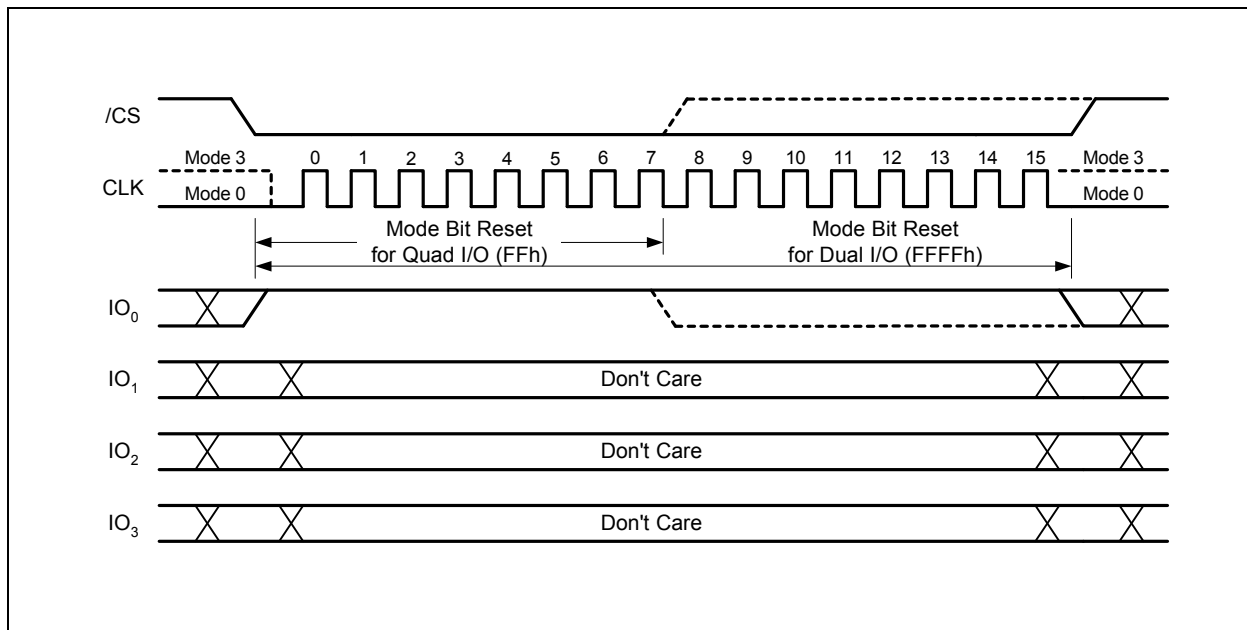 /CS
Mode 3 0 1 2 3 4 5 6 7 8 9 10 11 12 13 14 15 Mode 3
CLK
Mode 0 Mode 0
Mode Bit Reset Mode Bit Reset
for Quad I/O (FFh) for Dual I/O (FFFFh)
IO0
IO1 Don't Care
IO2 Don't Care
IO3 Don't Care